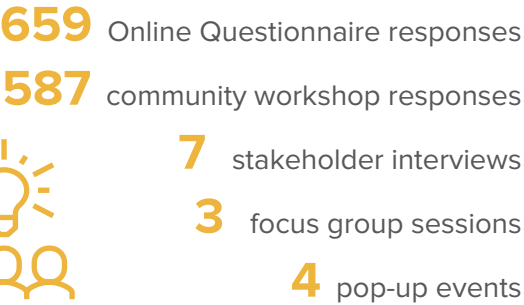 659 Online Questionnaire responses
587 community workshop responses
7 stakeholder interviews
3 focus group sessions
4 pop-up events